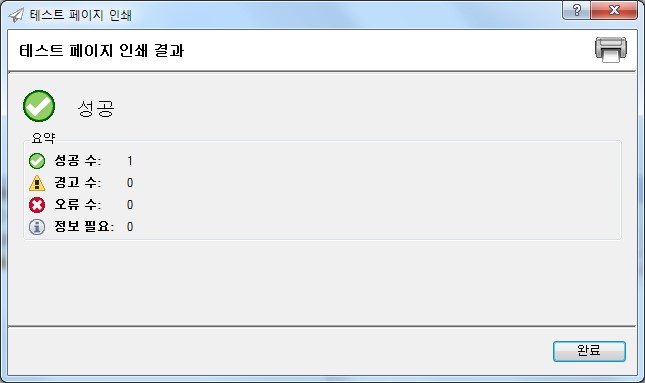 테스트 페이지 인쇄
테스트 페이지 인쇄 결과
성공
요약
성공 수: 1
경고 수: 0
오류 수: 0
정보 필요: 0
완료